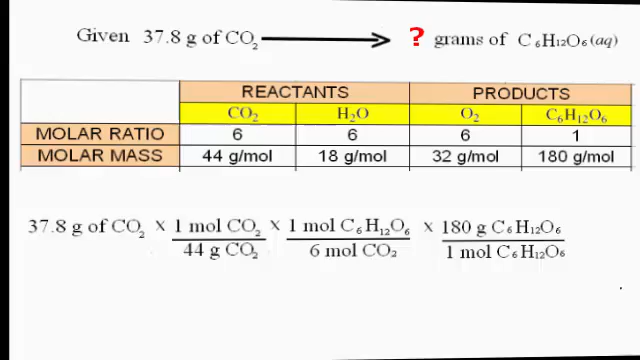 Given 37.8 g of CO₂ ? grams of C₆H₁₂O₆(aq)
REACTANTS PRODUCTS
CO₂ H₂O O₂ C₆H₁₂O₆
MOLAR RATIO 6 6 6 1
MOLAR MASS 44 g/mol 18 g/mol 32 g/mol 180 g/mol
37.8 g of CO₂ x 1 mol CO₂ x 1 mol C₆H₁₂O₆ x 180 g C₆H₁₂O₆
44 g CO₂ 6 mol CO₂ 1 mol C₆H₁₂O₆